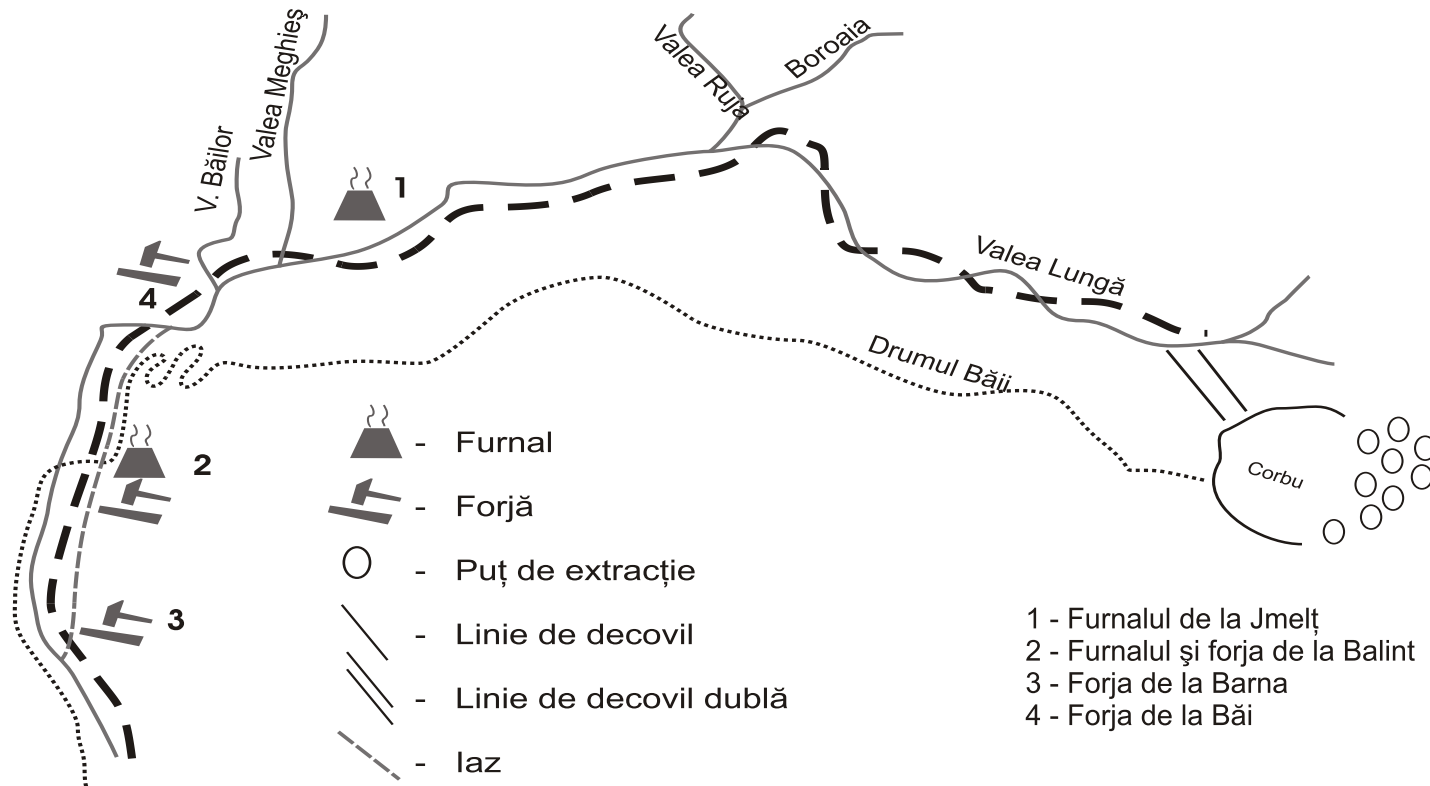 Valea Ruja
Boroaia
Valea Meghieş
V. Băilor
1
Valea Lungă
4
Drumul Băii
2
Corbu
3
- Furnal
- Forjă
- Puț de extracție
- Linie de decovil
- Linie de decovil dublă
- Iaz
1 - Furnalul de la Jmelț
2 - Furnalul şi forja de la Balint
3 - Forja de la Barna
4 - Forja de la Băi